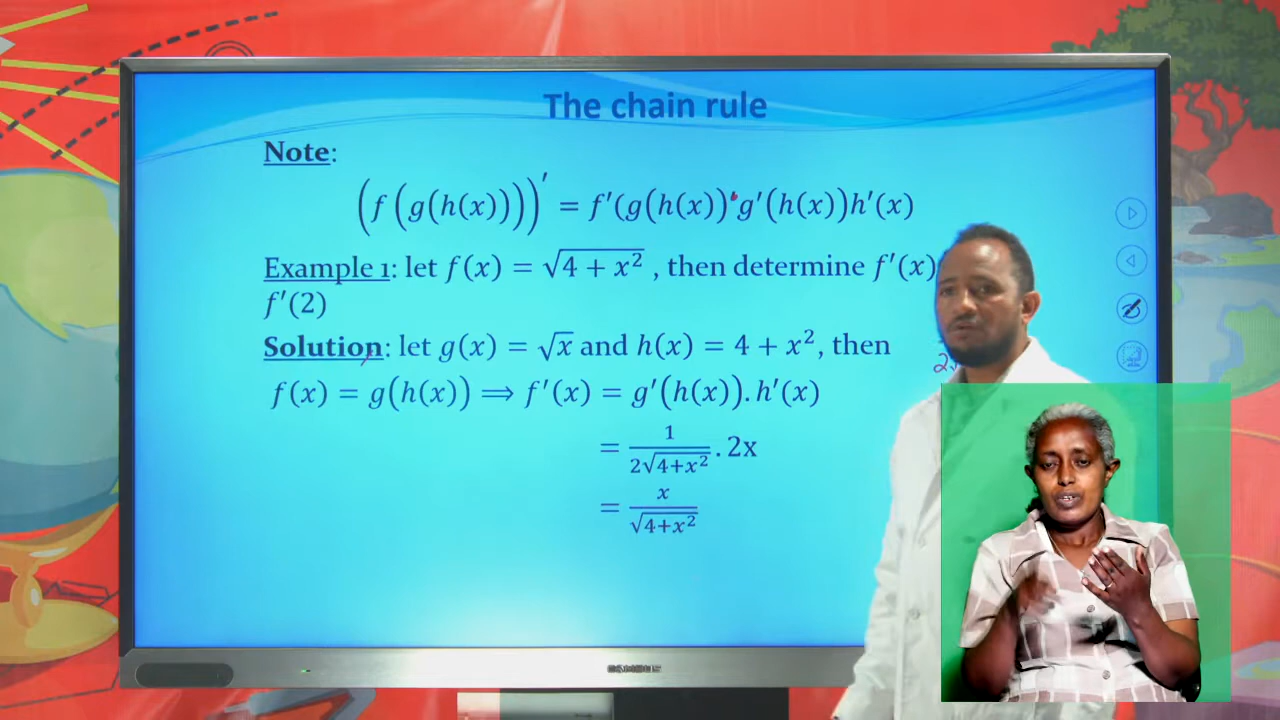 The chain rule
Note:
(f(g(h(x))))′ = f′(g(h(x))·g′(h(x))h′(x)
Example 1: let f(x) = √(4 + x²) , then determine f′(x)
f′(2)
Solution: let g(x) = √x and h(x) = 4 + x², then
f(x) = g(h(x)) ⟹ f′(x) = g′(h(x)).h′(x)
= 1/(2√(4+x²)) . 2x
= x/√(4+x²)